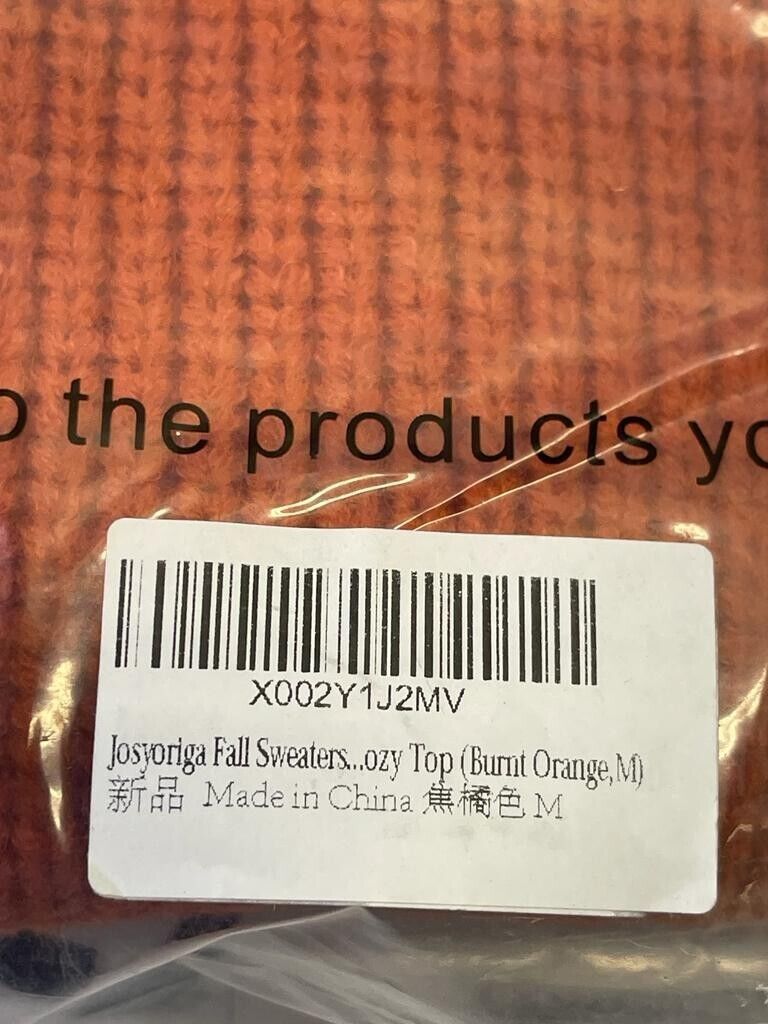 o the products yo
X002Y1J2MV
Josyoriga Fall Sweaters...ozy Top (Burnt Orange,M)
新品 Made in China 焦橘色 M